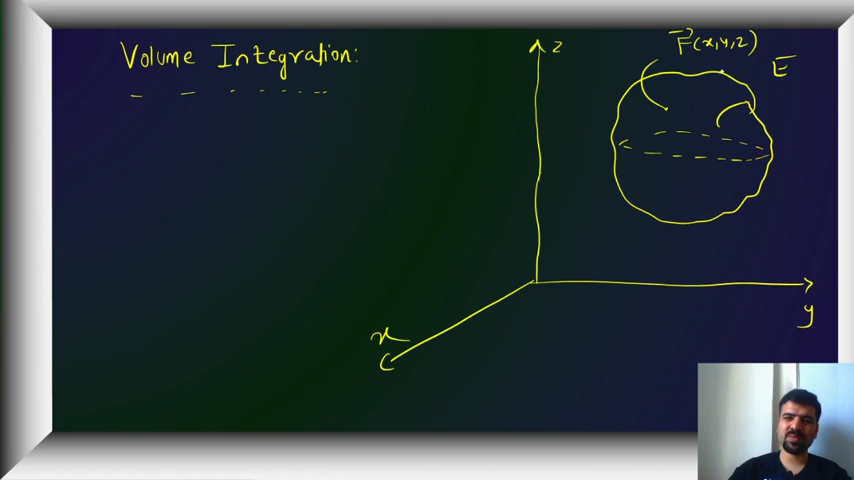 Volume Integration:
z
F(x,y,z)
E
y
x